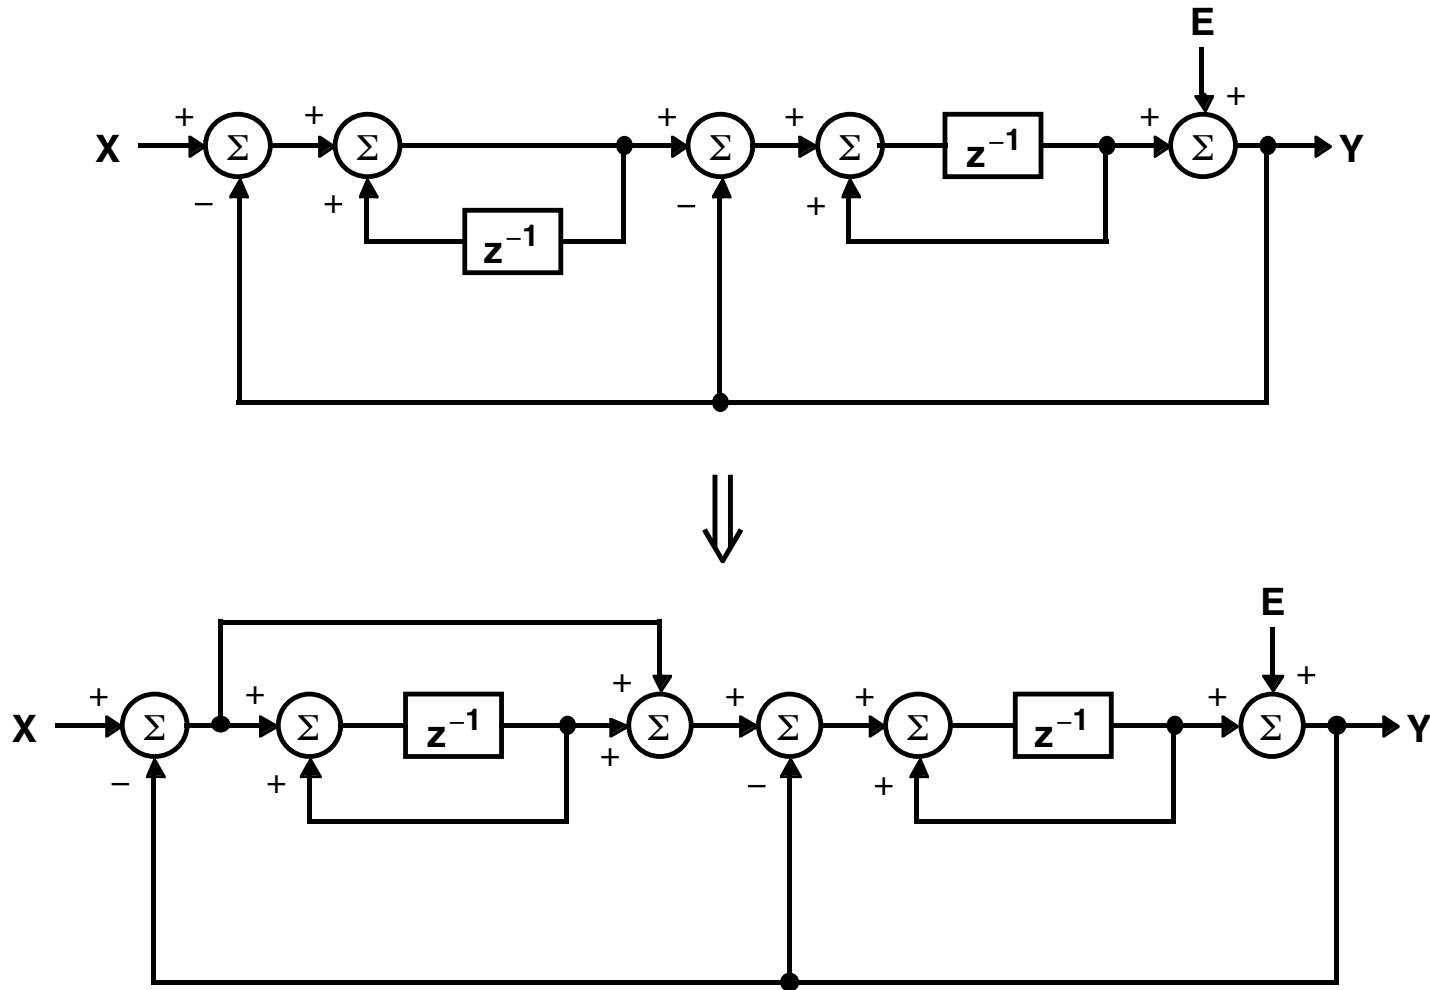 E
+
+ + + + + 
X Σ Σ Σ Σ z⁻¹ Σ Y
− + − +
z⁻¹
E
+ +
+ + + + + +
X Σ Σ z⁻¹ Σ Σ Σ z⁻¹ Σ Y
− + + − +